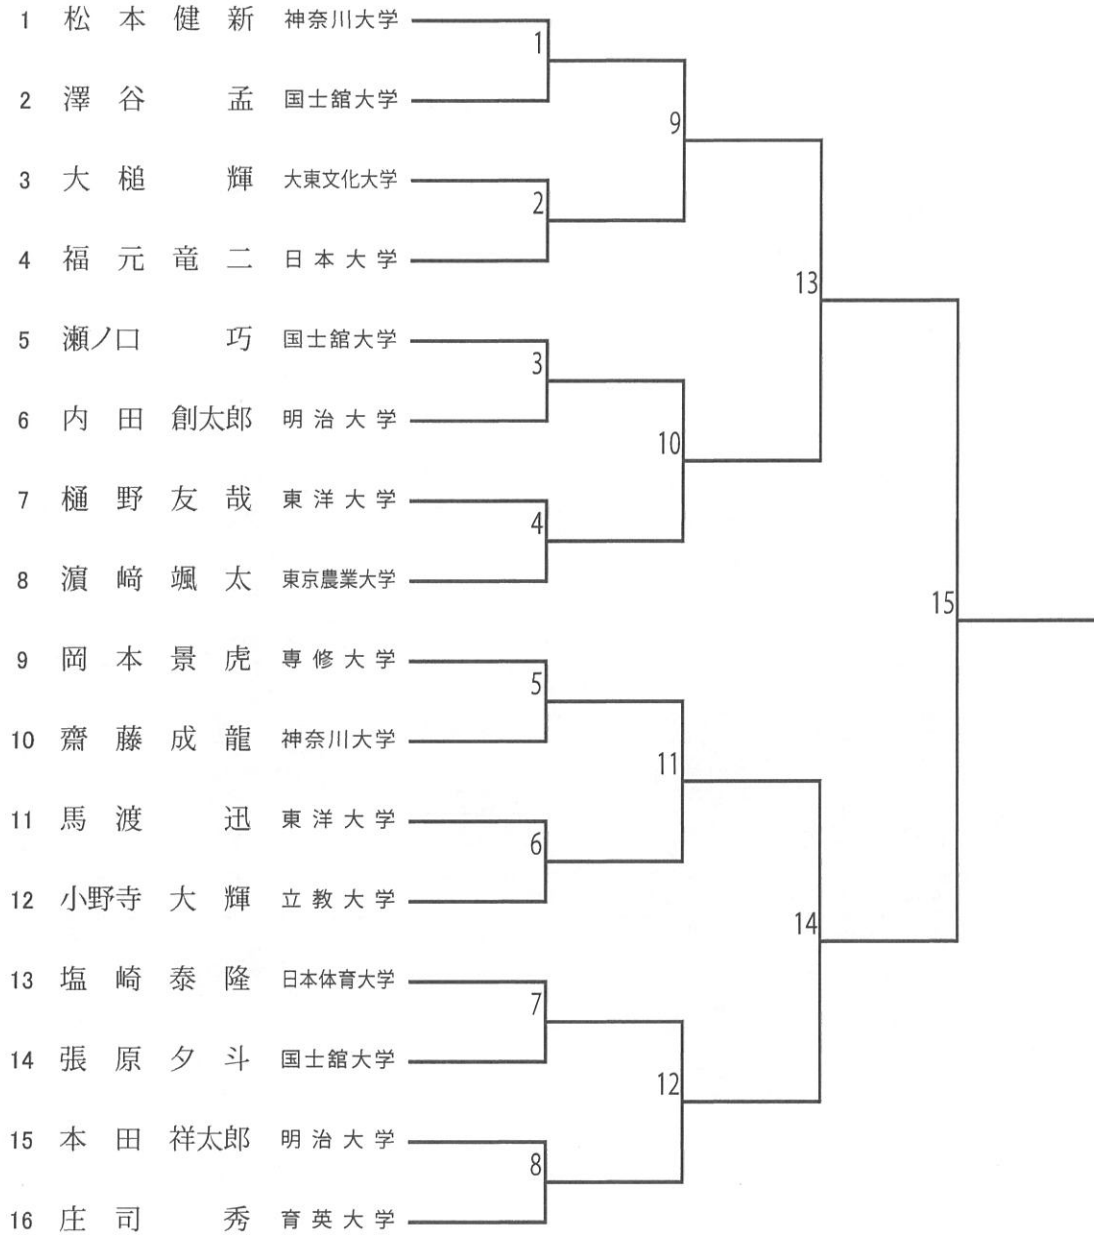 1 松本健新 神奈川大学
1
2 澤谷孟 国士舘大学
9
3 大槌輝 大東文化大学
2
4 福元竜二 日本大学
13
5 瀬ノ口巧 国士舘大学
3
6 内田創太郎 明治大学
10
7 樋野友哉 東洋大学
4
8 濵﨑颯太 東京農業大学
15
9 岡本景虎 専修大学
5
10 齋藤成龍 神奈川大学
11
11 馬渡迅 東洋大学
6
12 小野寺大輝 立教大学
14
13 塩崎泰隆 日本体育大学
7
14 張原夕斗 国士舘大学
12
15 本田祥太郎 明治大学
8
16 庄司秀 育英大学